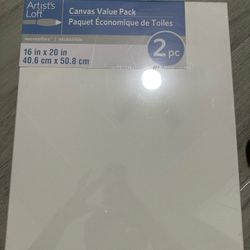 Artist's
Loft
Canvas Value Pack
Paquet Économique de Toiles
16 in x 20 in
40.6 cm x 50.8 cm
2 pc